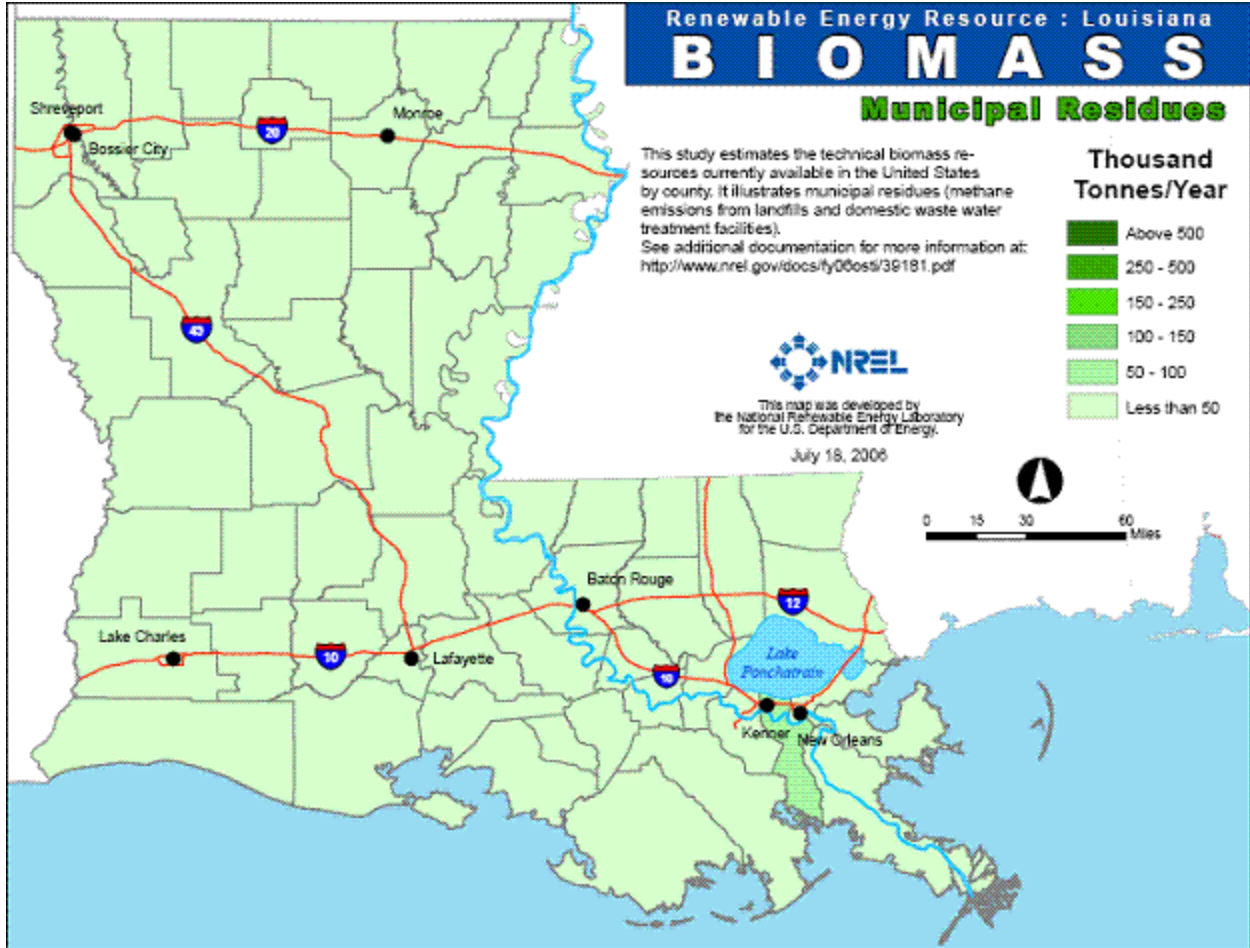 Renewable Energy Resource : Louisiana
BIOMASS
Municipal Residues
This study estimates the technical biomass re-
sources currently available in the United States
by county. It illustrates municipal residues (methane
emissions from landfills and domestic waste water
treatment facilities).
See additional documentation for more information at:
http://www.nrel.gov/docs/fy06osti/39181.pdf
Thousand
Tonnes/Year
Above 500
250 - 500
150 - 250
100 - 150
50 - 100
Less than 50
NREL
This map was developed by
the National Renewable Energy Laboratory
for the U.S. Department of Energy.
July 18, 2006
0 15 30 60
Miles
Shreveport
Bossier City
20
Monroe
49
Baton Rouge
12
Lake Charles
10
Lafayette
10
Lake
Ponchatrain
Kenner
New Orleans